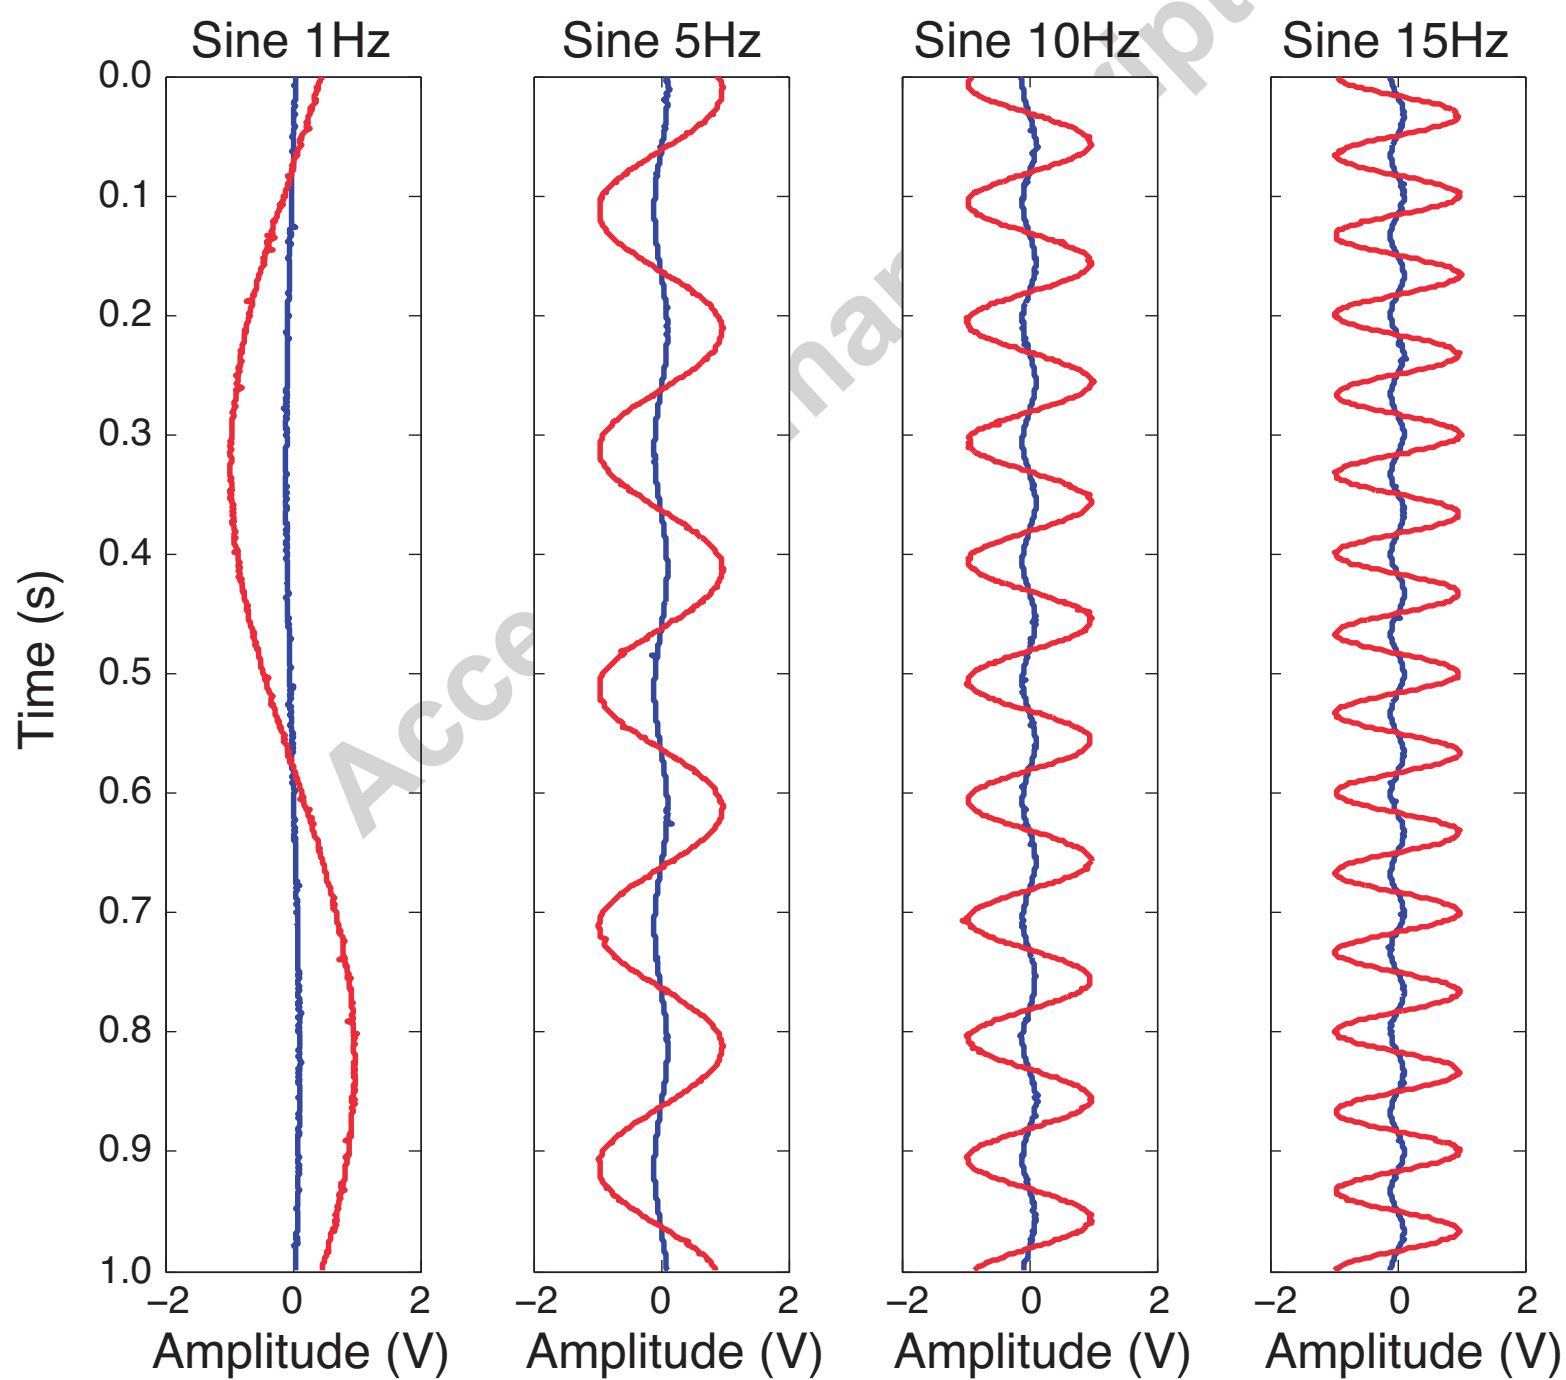 Sine 1Hz Sine 5Hz Sine 10Hz Sine 15Hz
0.0
0.1
0.2
0.3
0.4
0.5
0.6
0.7
0.8
0.9
1.0
Time (s)
−2 0 2 −2 0 2 −2 0 2 −2 0 2
Amplitude (V) Amplitude (V) Amplitude (V) Amplitude (V)